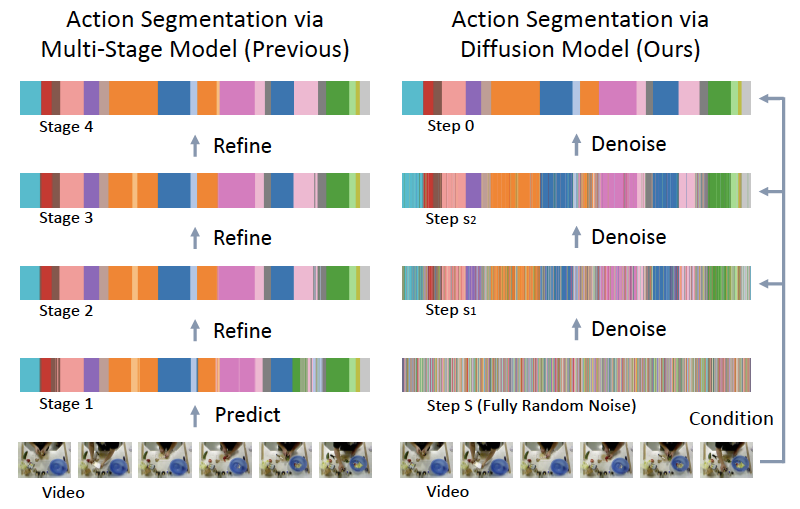 Action Segmentation via
Multi-Stage Model (Previous)
Stage 4
Refine
Stage 3
Refine
Stage 2
Refine
Stage 1
Predict
Video
Action Segmentation via
Diffusion Model (Ours)
Step 0
Denoise
Step s2
Denoise
Step s1
Denoise
Step S (Fully Random Noise)
Condition
Video